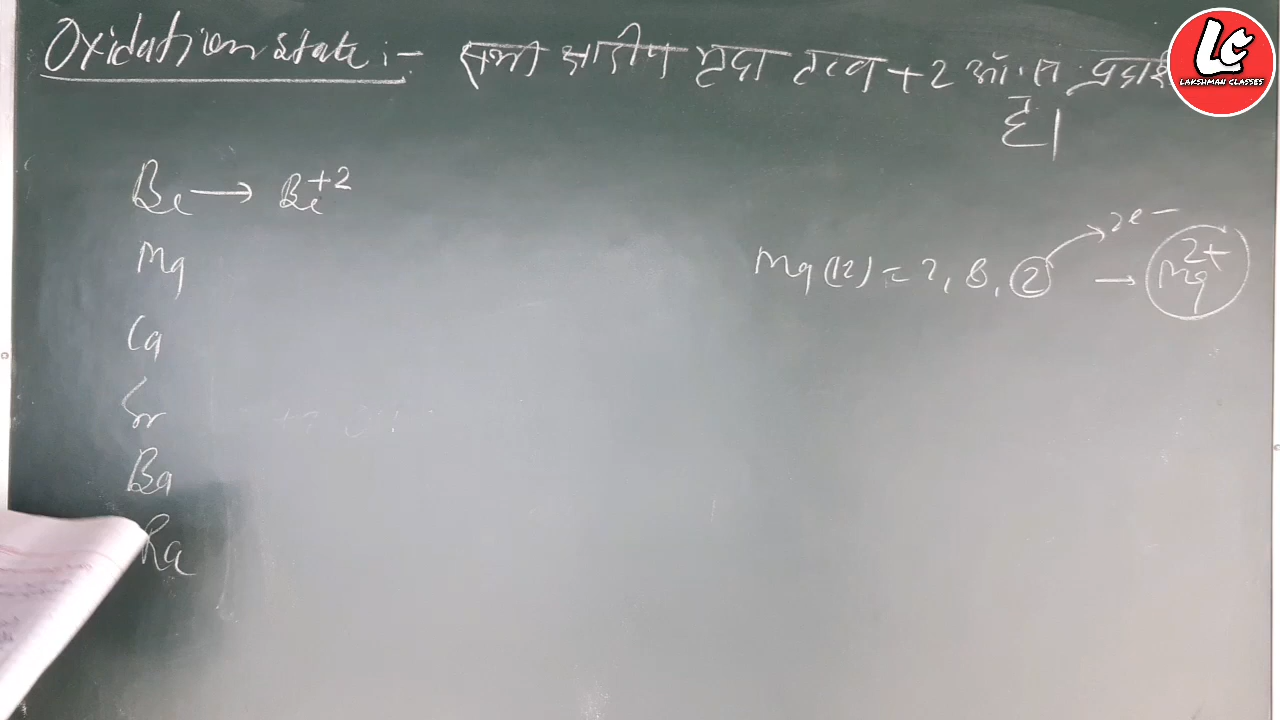 Oxidation state :- सभी क्षारीय मृदा तत्व +2 ऑ.स. प्रदर्श
है।
LC
LAKSHMAN CLASSES
Be → Be+2
Mg
Mg (12) = 2, 8, 2 → Mg2+
2e-
Ca
Sr
Ba
Ra